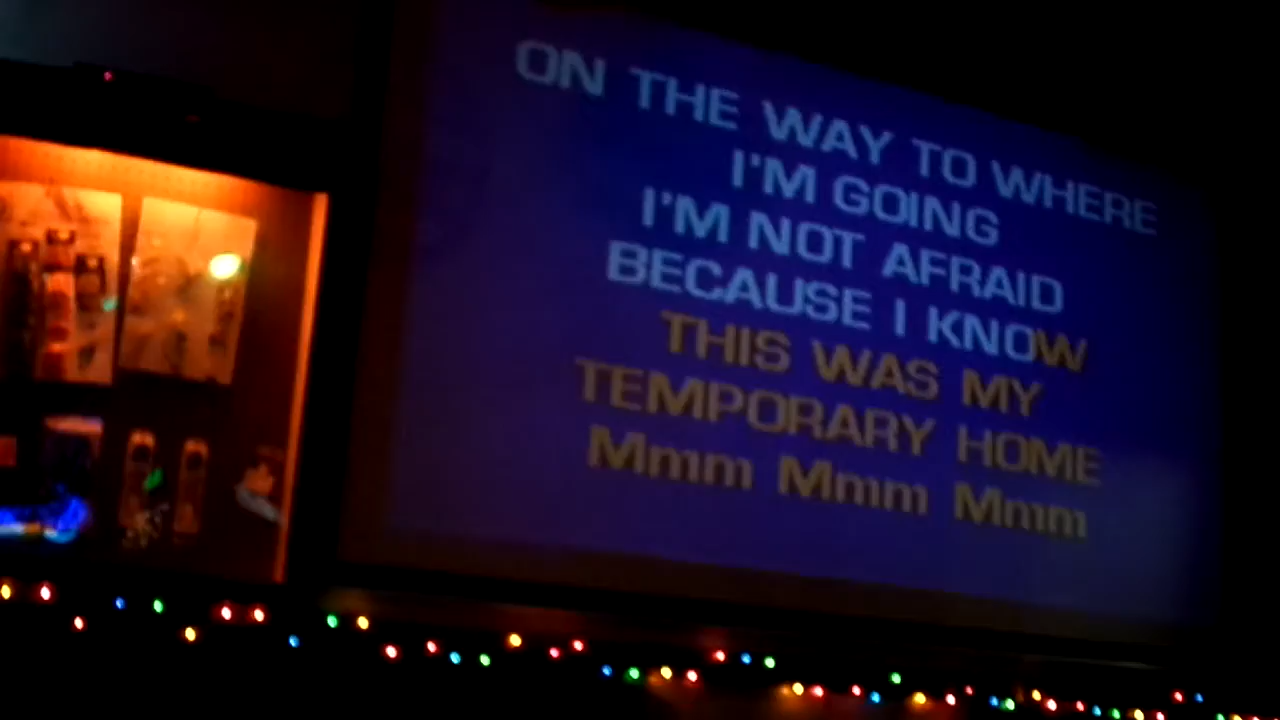 ON THE WAY TO WHERE
I'M GOING
I'M NOT AFRAID
BECAUSE I KNOW
THIS WAS MY
TEMPORARY HOME
Mmm Mmm Mmm